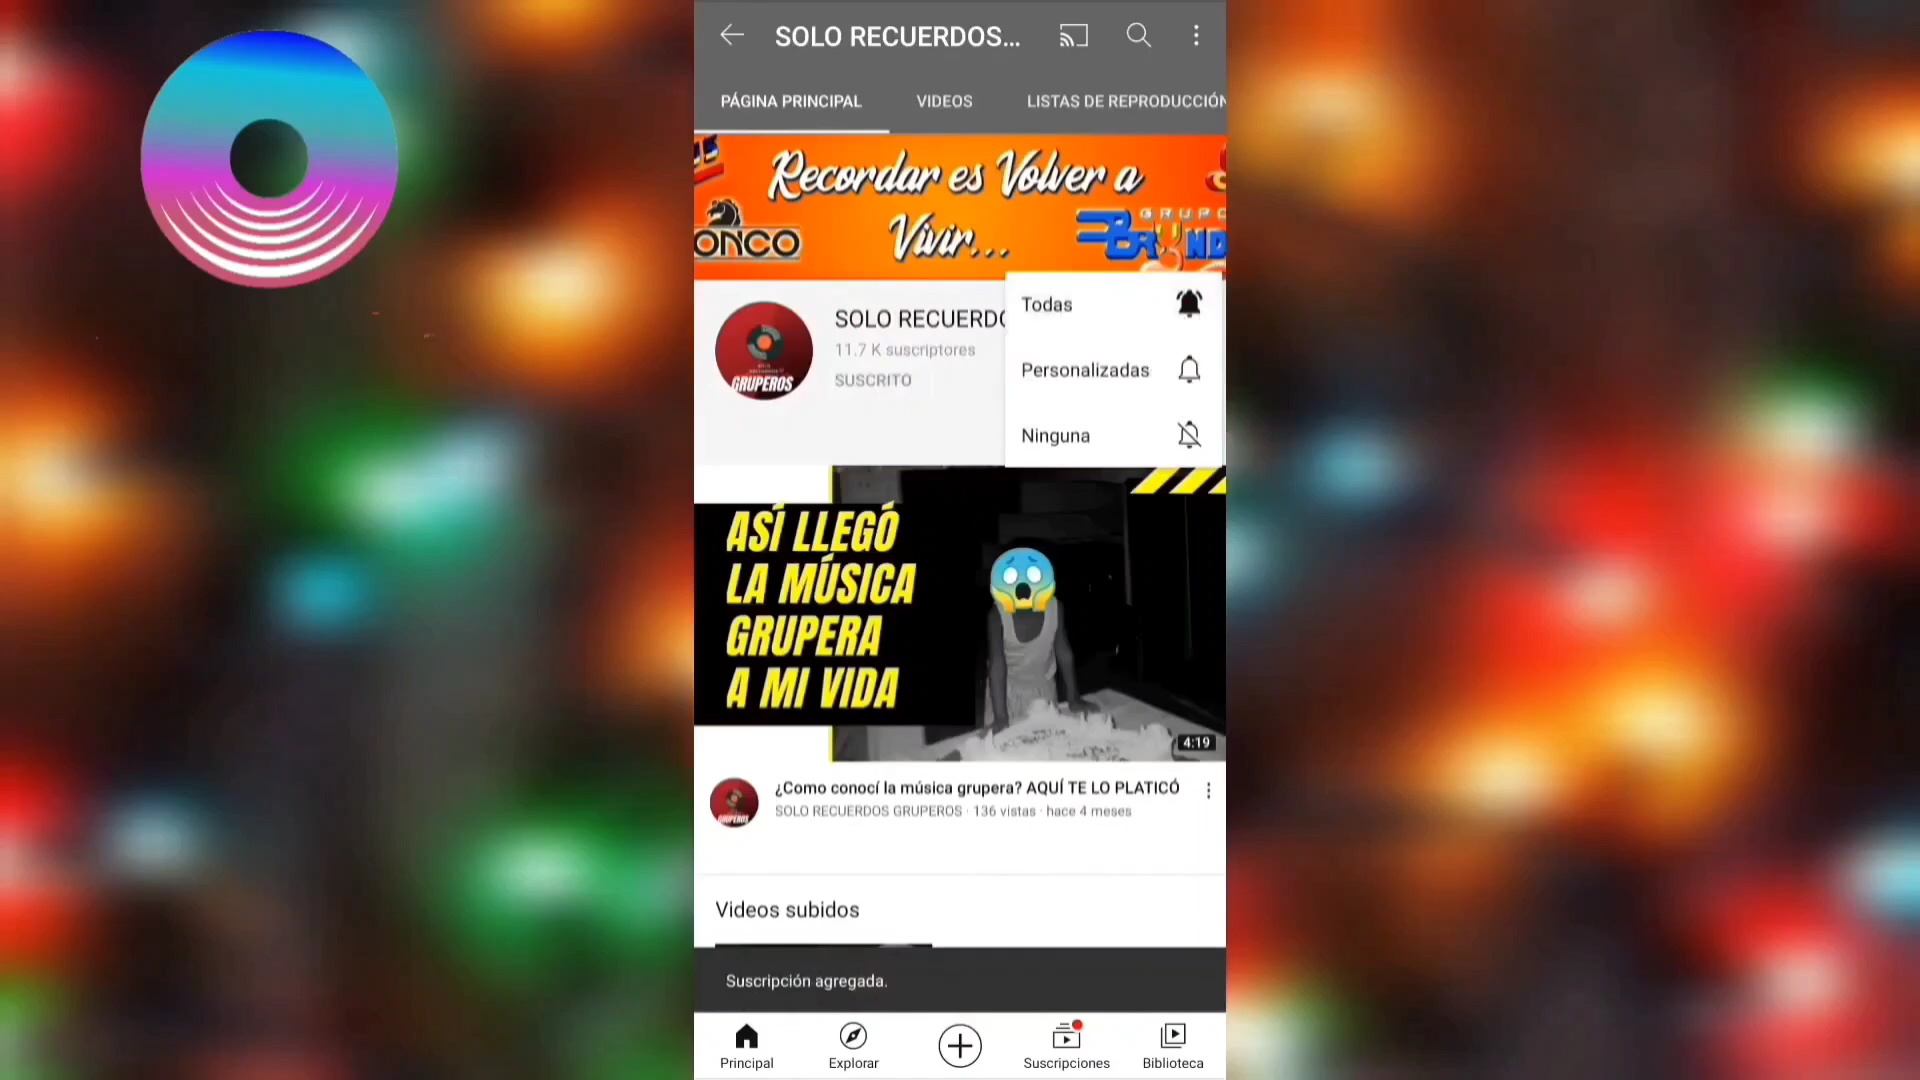 SOLO RECUERDOS...
PÁGINA PRINCIPAL
VIDEOS
LISTAS DE REPRODUCCIÓN
Recordar es Volver a
Vivir...
ONCO
GRUPO
BRYND
SOLO RECUERDO
Todas
11.7 K suscriptores
Personalizadas
SUSCRITO
GRUPEROS
Ninguna
ASÍ LLEGÓ
LA MÚSICA
GRUPERA
A MI VIDA
4:19
¿Como conocí la música grupera? AQUÍ TE LO PLATICÓ
SOLO RECUERDOS GRUPEROS · 136 vistas · hace 4 meses
GRUPEROS
Videos subidos
Suscripción agregada.
Principal
Explorar
Suscripciones
Biblioteca